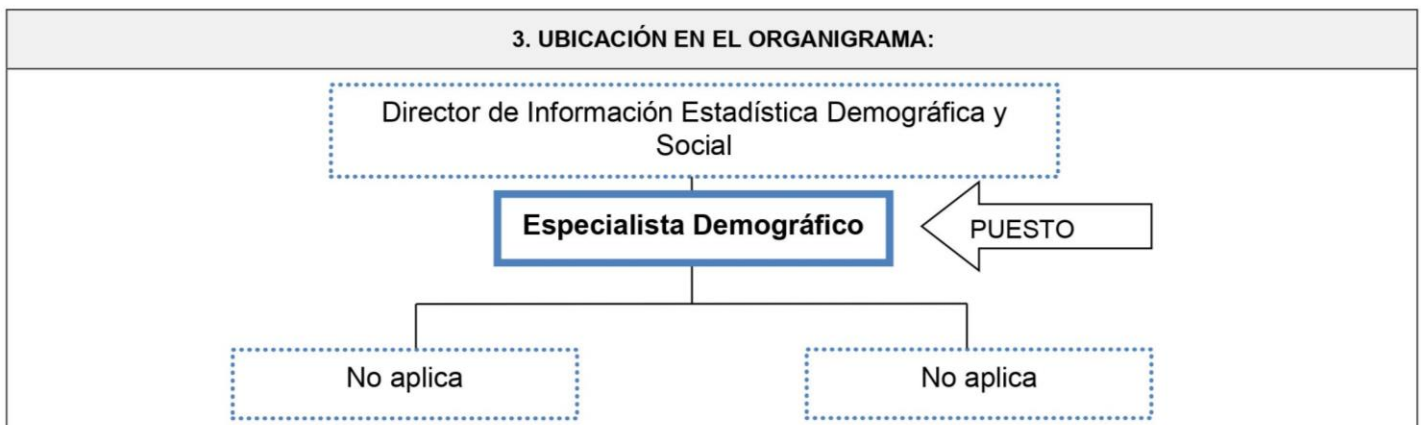 3. UBICACIÓN EN EL ORGANIGRAMA:
Director de Información Estadística Demográfica y
Social
Especialista Demográfico
PUESTO
No aplica
No aplica